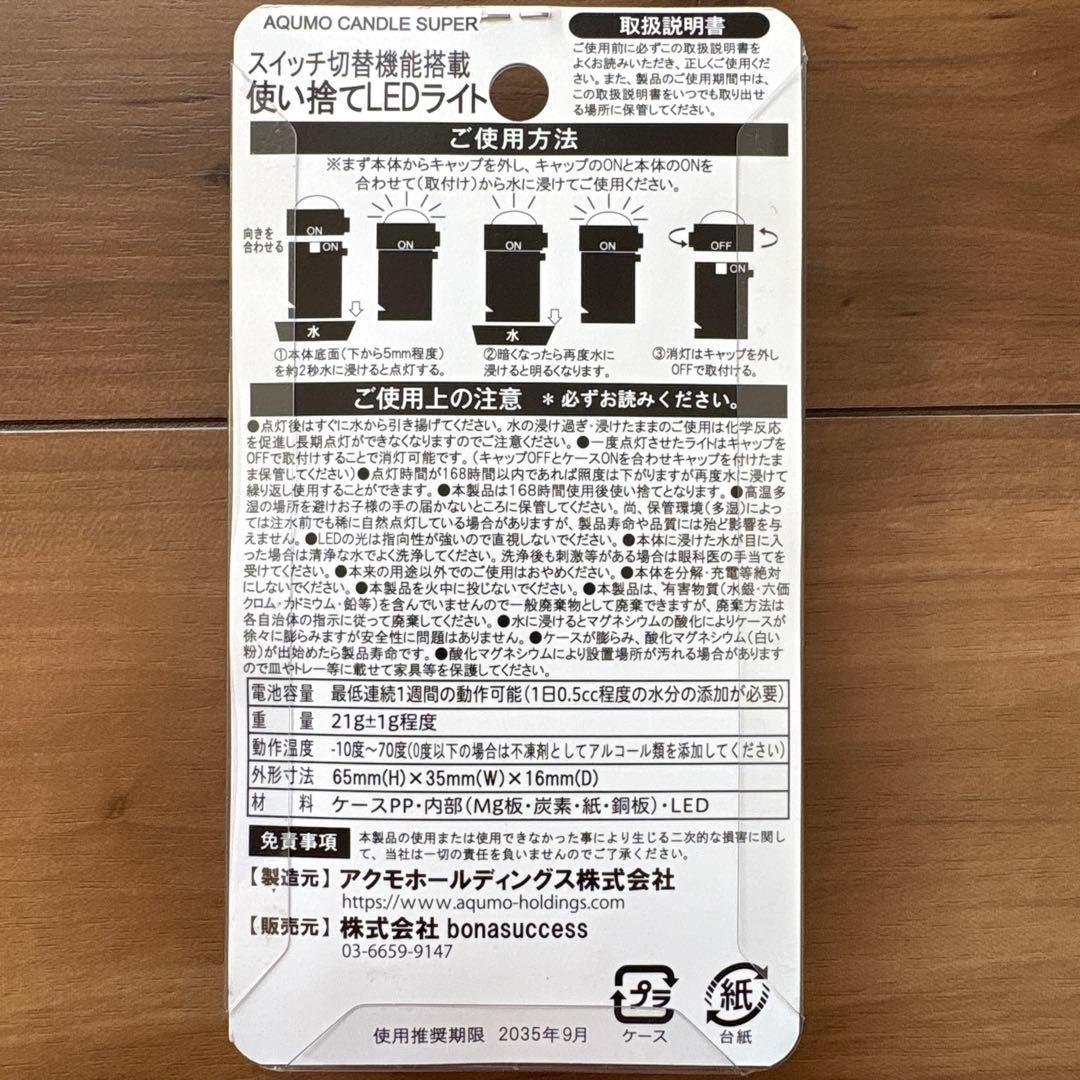 AQUMO CANDLE SUPER
スイッチ切替機能搭載
使い捨てLEDライト
取扱説明書
ご使用前に必ずこの取扱説明書を
よくお読みいただき、正しくご使用くだ
さい。また、製品のご使用期間中は、
この取扱説明書をいつでも取り出せ
る場所に保管してください。
ご使用方法
※まず本体からキャップを外し、キャップのONと本体のONを
合わせて(取付け)から水に浸けてご使用ください。
向きを
合わせる
ON
ON
水
ON
ON
水
ON
OFF
ON
①本体底面(下から5mm程度)
を約2秒水に浸けると点灯する。
②暗くなったら再度水に
浸けると明るくなります。
③消灯はキャップを外し
OFFで取付ける。
ご使用上の注意 *必ずお読みください。
●点灯後はすぐに水から引き揚げてください。水の浸け過ぎ・浸けたままのご使用は化学反応
を促進し長期点灯ができなくなりますのでご注意ください。●一度点灯させたライトはキャップを
OFFで取付けすることで消灯可能です。(キャップOFFとケースONを合わせキャップを付けたま
ま保管してください)●点灯時間が168時間以内であれば照度は下がりますが再度水に浸けて
繰り返し使用することができます。●本製品は168時間使用後使い捨てとなります。●高温多
湿の場所を避けお子様の手の届かないところに保管してください。尚、保管環境(多湿)によっ
ては注水前でも稀に自然点灯している場合がありますが、製品寿命や品質には殆ど影響を与
えません。●LEDの光は指向性が強いので直視しないでください。●本体に浸けた水が目に入
った場合は清浄な水でよく洗浄してください。洗浄後も刺激等がある場合は眼科医の手当てを
受けてください。●本来の用途以外でのご使用はおやめください。●本体を分解・充電等絶対
にしないでください。●本製品を火中に投じないでください。●本製品は、有害物質(水銀・六価
クロム・カドミウム・鉛等)を含んでいませんので一般廃棄物として廃棄できますが、廃棄方法は
各自治体の指示に従って廃棄してください。●水に浸けるとマグネシウムの酸化によりケースが
徐々に膨らみますが安全性に問題はありません。●ケースが膨らみ、酸化マグネシウム(白い
粉)が出始めたら製品寿命です。●酸化マグネシウムにより設置場所が汚れる場合があります
ので皿やトレー等に載せて家具等を保護してください。
電池容量 最低連続1週間の動作可能(1日0.5cc程度の水分の添加が必要)
重量 21g±1g程度
動作温度 -10度～70度(0度以下の場合は不凍剤としてアルコール類を添加してください)
外形寸法 65mm(H)×35mm(W)×16mm(D)
材料 ケースPP・内部(Mg板・炭素・紙・銅板)・LED
免責事項 本製品の使用または使用できなかった事により生じる二次的な損害に関し
て、当社は一切の責任を負いませんのでご了承ください。
【製造元】アクモホールディングス株式会社
https://www.aqumo-holdings.com
【販売元】株式会社 bonasuccess
03-6659-9147
プラ
ケース
紙
台紙
使用推奨期限 2035年9月